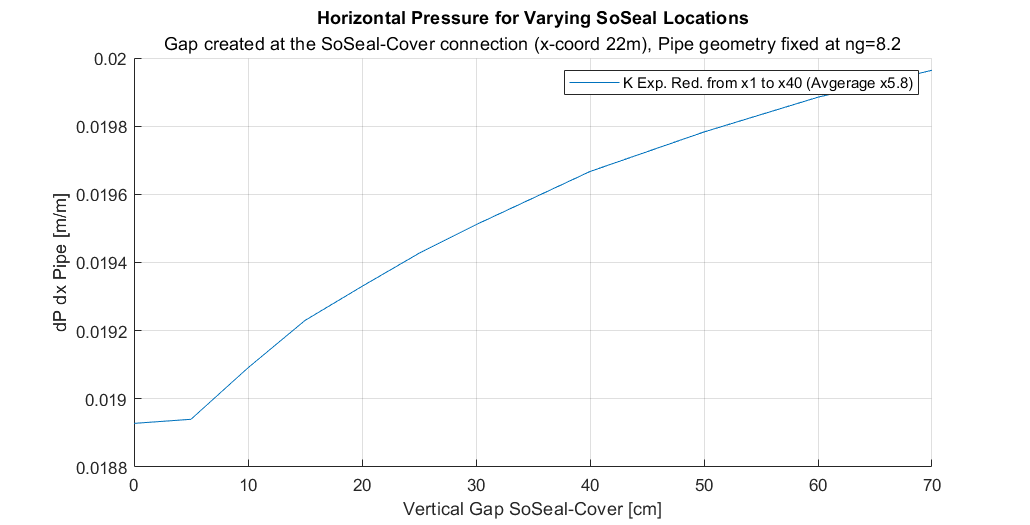 Horizontal Pressure for Varying SoSeal Locations
Gap created at the SoSeal-Cover connection (x-coord 22m), Pipe geometry fixed at ng=8.2
K Exp. Red. from x1 to x40 (Avgerage x5.8)
dP dx Pipe [m/m]
0.02
0.0198
0.0196
0.0194
0.0192
0.019
0.0188
0 10 20 30 40 50 60 70
Vertical Gap SoSeal-Cover [cm]